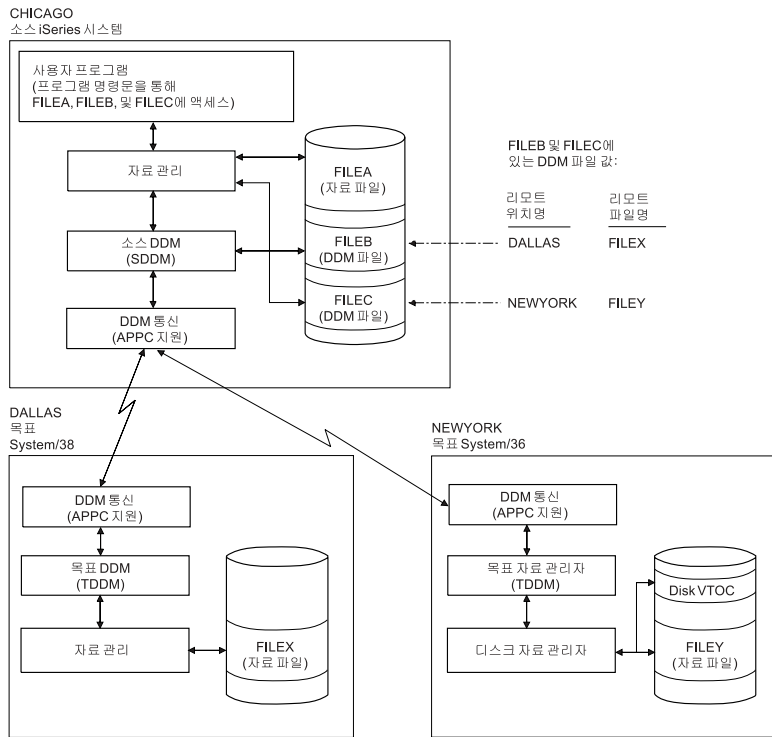 CHICAGO
소스 iSeries 시스템
사용자 프로그램
(프로그램 명령문을 통해
FILEA, FILEB, 및 FILEC에 액세스)
자료 관리
소스 DDM
(SDDM)
DDM 통신
(APPC 지원)
FILEA
(자료 파일)
FILEB
(DDM 파일)
FILEC
(DDM 파일)
FILEB 및 FILEC에
있는 DDM 파일 값:
리모트 리모트
위치명 파일명
DALLAS FILEX
NEWYORK FILEY
DALLAS
목표
System/38
DDM 통신
(APPC 지원)
목표 DDM
(TDDM)
자료 관리
FILEX
(자료 파일)
NEWYORK
목표 System/36
DDM 통신
(APPC 지원)
목표 자료 관리자
(TDDM)
디스크 자료 관리자
Disk VTOC
FILEY
(자료 파일)